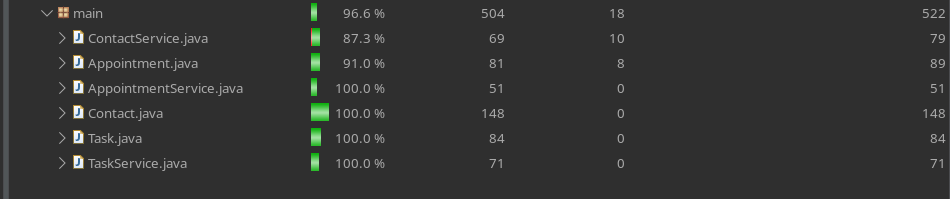 main 96.6 % 504 18 522
ContactService.java 87.3 % 69 10 79
Appointment.java 91.0 % 81 8 89
AppointmentService.java 100.0 % 51 0 51
Contact.java 100.0 % 148 0 148
Task.java 100.0 % 84 0 84
TaskService.java 100.0 % 71 0 71